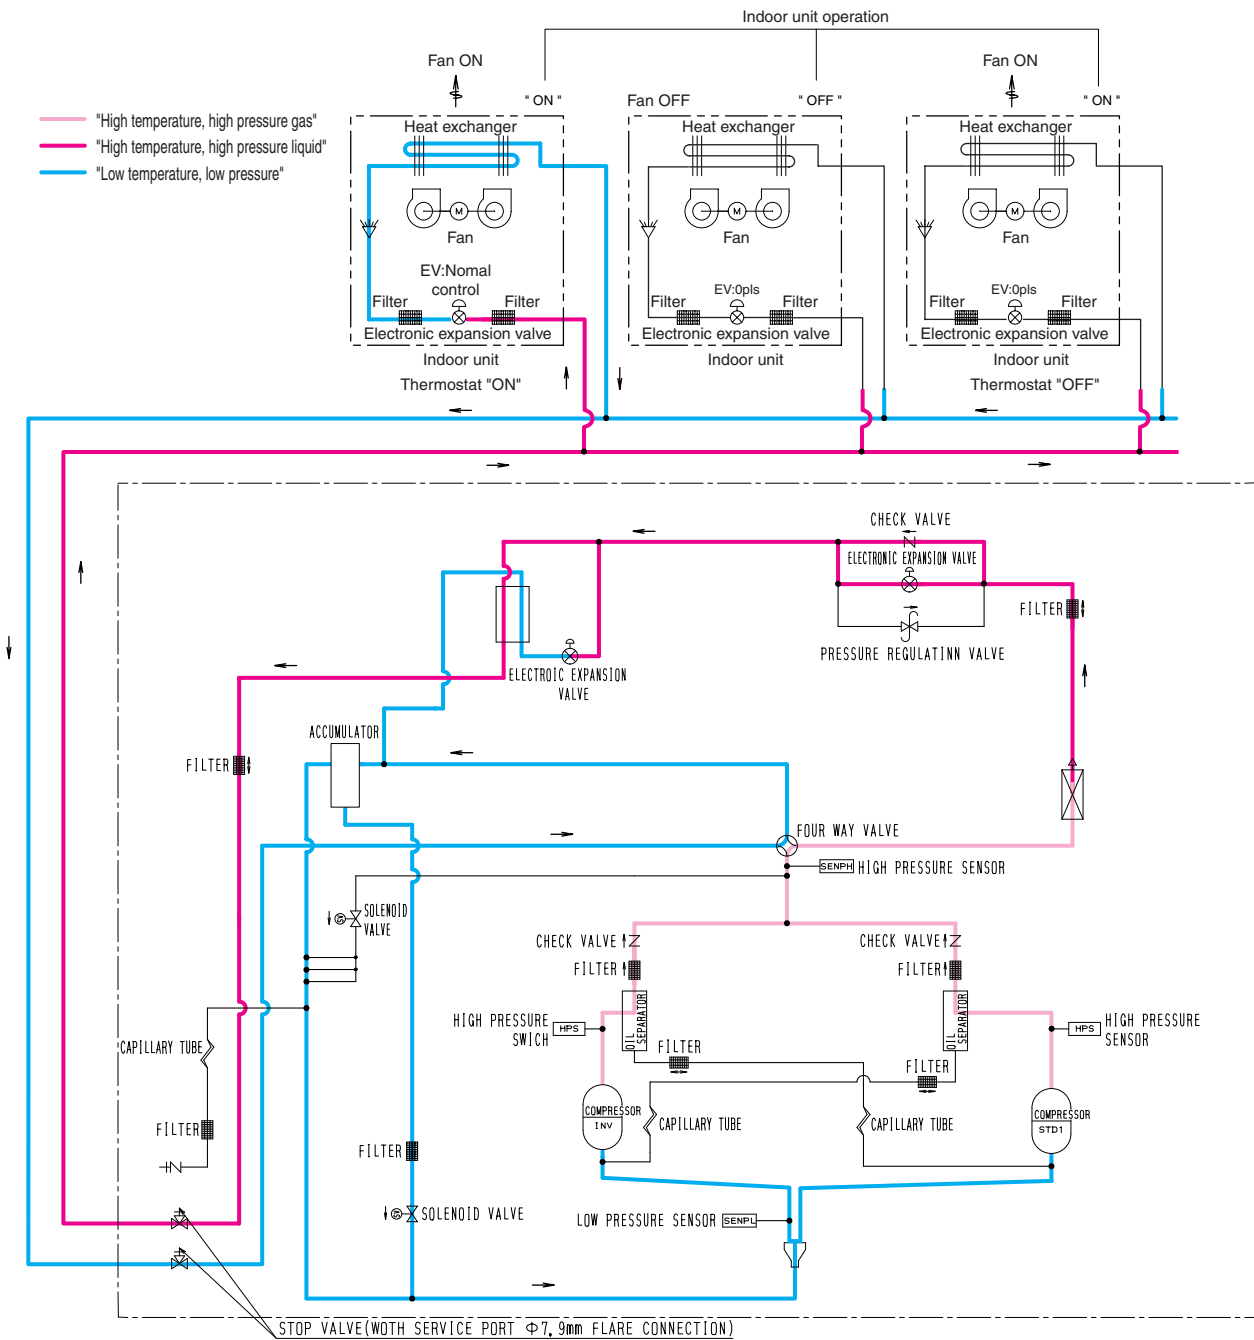 Indoor unit operation
Fan ON
Fan ON
" ON "
Fan OFF
" OFF "
" ON "
"High temperature, high pressure gas"
"High temperature, high pressure liquid"
"Low temperature, low pressure"
Heat exchanger
Heat exchanger
Heat exchanger
M
M
M
Fan
Fan
Fan
EV:Nomal
control
EV:0pls
EV:0pls
Filter
Filter
Filter
Filter
Filter
Filter
Electronic expansion valve
Electronic expansion valve
Electronic expansion valve
Indoor unit
Indoor unit
Indoor unit
Thermostat "ON"
Thermostat "OFF"
CHECK VALVE
ELECTRONIC EXPANSION VALVE
FILTER
PRESSURE REGULATINN VALVE
ELECTROIC EXPANSION
VALVE
ACCUMULATOR
FILTER
FOUR WAY VALVE
SENPH
HIGH PRESSURE SENSOR
SOLENOID
VALVE
CHECK VALVE
CHECK VALVE
FILTER
FILTER
OIL
SEPARATOR
OIL
SEPARATOR
HIGH PRESSURE
SWICH
HPS
HPS
HIGH PRESSURE
SENSOR
CAPILLARY TUBE
FILTER
FILTER
COMPRESSOR
INV
CAPILLARY TUBE
CAPILLARY TUBE
COMPRESSOR
STD1
FILTER
FILTER
SOLENOID VALVE
LOW PRESSURE SENSOR
SENPL
STOP VALVE(WOTH SERVICE PORT Φ7,9mm FLARE CONNECTION)